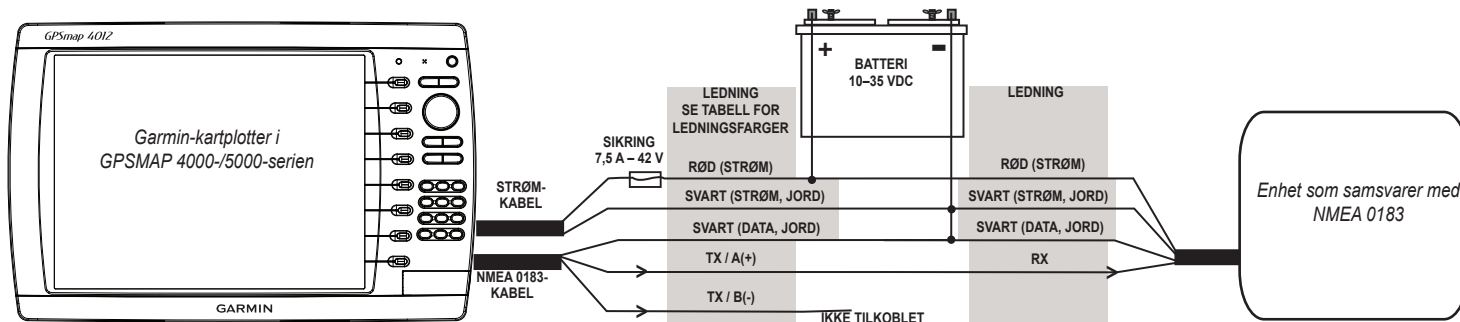 GPSmap 4012
Garmin-kartplotter i
GPSMAP 4000-/5000-serien
GARMIN
STRØM-
KABEL
NMEA 0183-
KABEL
SIKRING
7,5 A – 42 V
LEDNING
SE TABELL FOR
LEDNINGSFARGER
RØD (STRØM)
SVART (STRØM, JORD)
SVART (DATA, JORD)
TX / A(+)
TX / B(-)
IKKE TILKOBLET
+
-
BATTERI
10–35 VDC
LEDNING
RØD (STRØM)
SVART (STRØM, JORD)
SVART (DATA, JORD)
RX
Enhet som samsvarer med
NMEA 0183